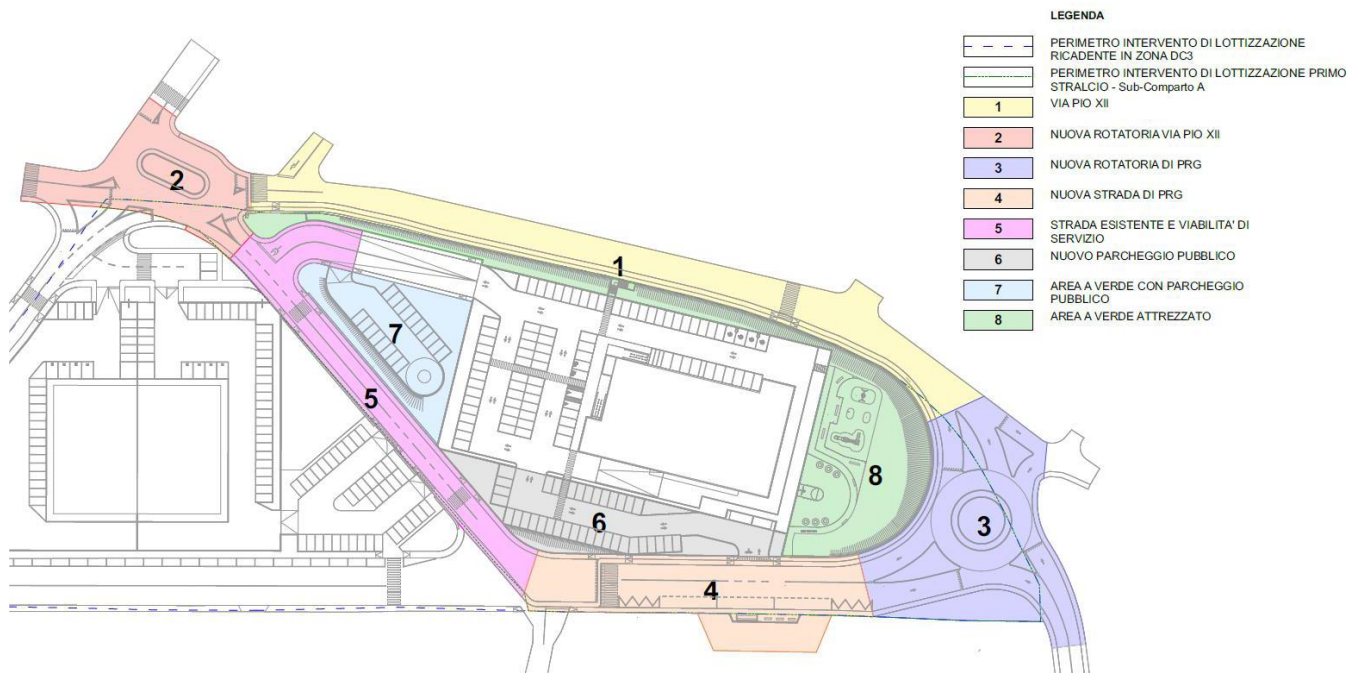 LEGENDA
PERIMETRO INTERVENTO DI LOTTIZZAZIONE
RICADENTE IN ZONA DC3
PERIMETRO INTERVENTO DI LOTTIZZAZIONE PRIMO
STRALCIO - Sub-Comparto A
1 VIA PIO XII
2 NUOVA ROTATORIA VIA PIO XII
3 NUOVA ROTATORIA DI PRG
4 NUOVA STRADA DI PRG
5 STRADA ESISTENTE E VIABILITA' DI
SERVIZIO
6 NUOVO PARCHEGGIO PUBBLICO
7 AREA A VERDE CON PARCHEGGIO
PUBBLICO
8 AREA A VERDE ATTREZZATO
2
1
7
5
8
6
3
4